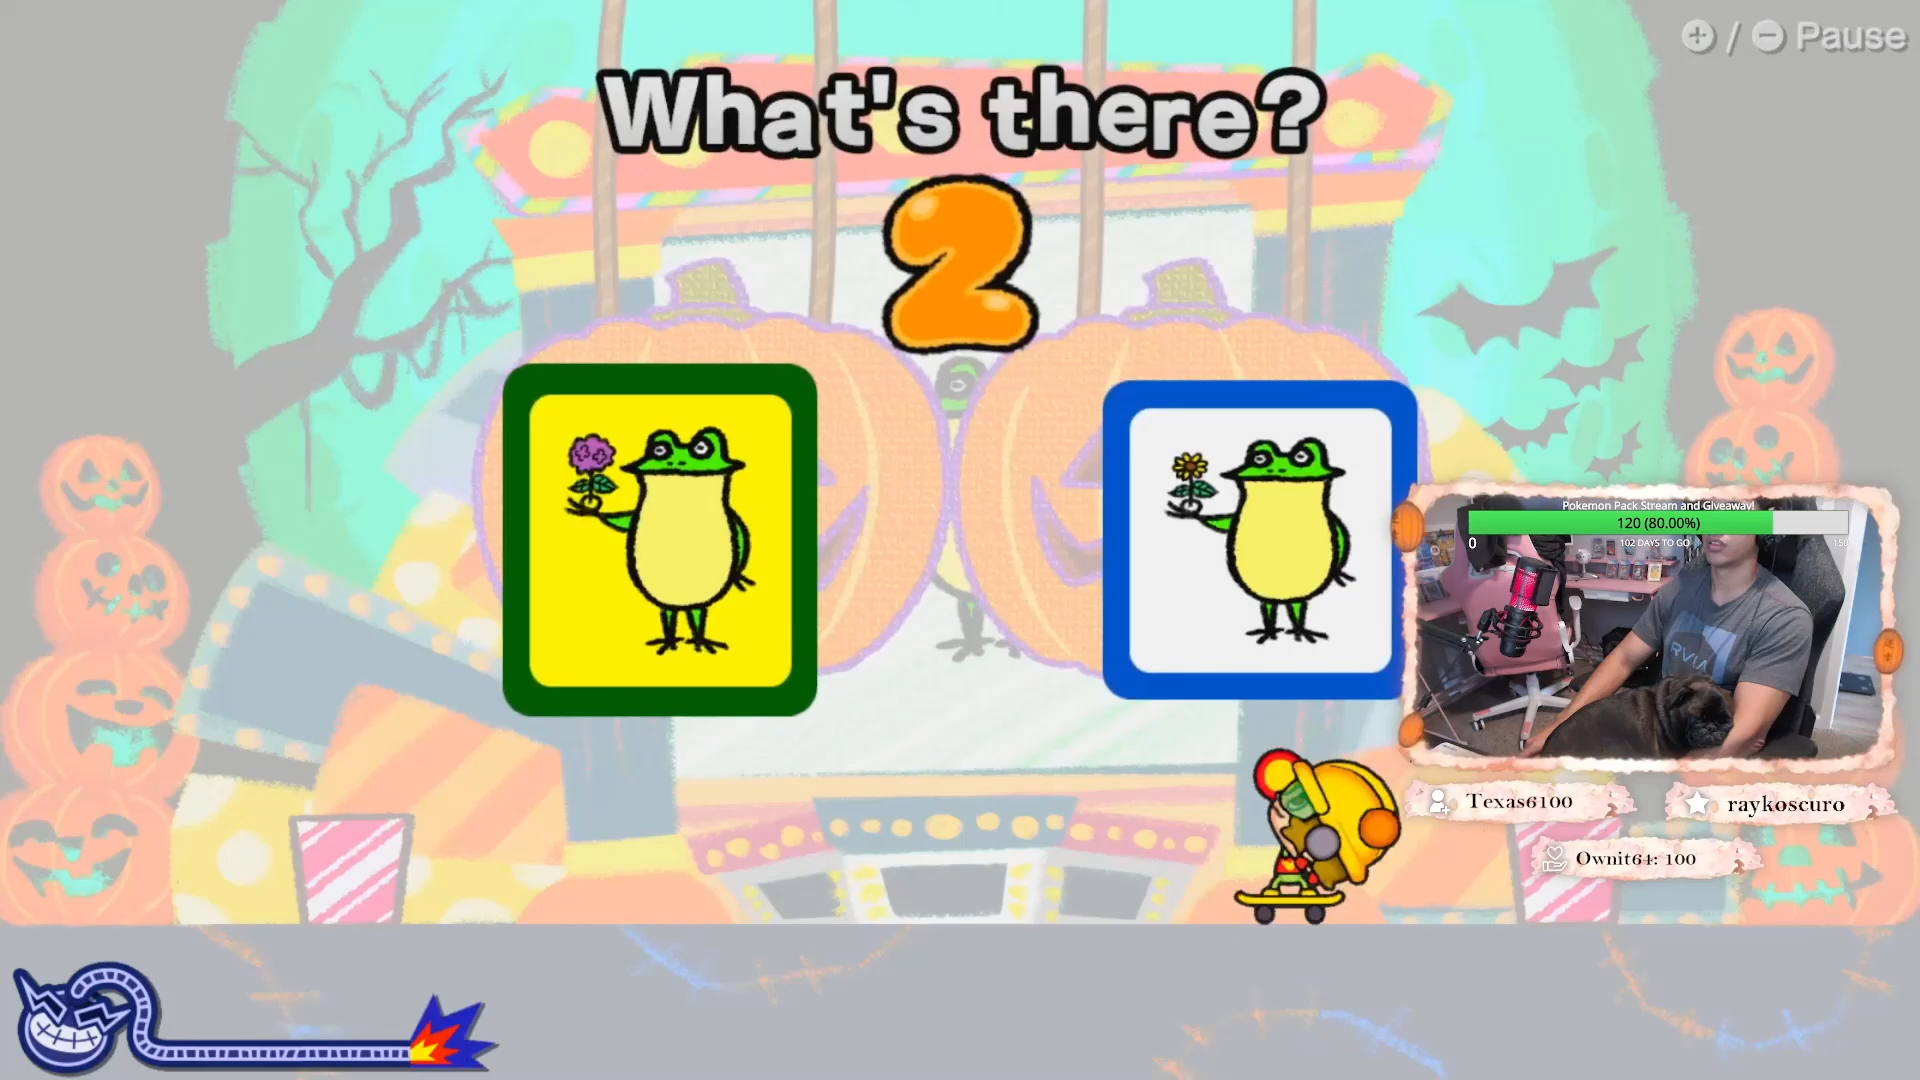 + / - Pause
What's there?
2
Pokemon Pack Stream and Giveaway!
120 (80.00%)
0
102 DAYS TO GO
150
RVIA
Texas6100
raykoscuro
Ownit64: 100